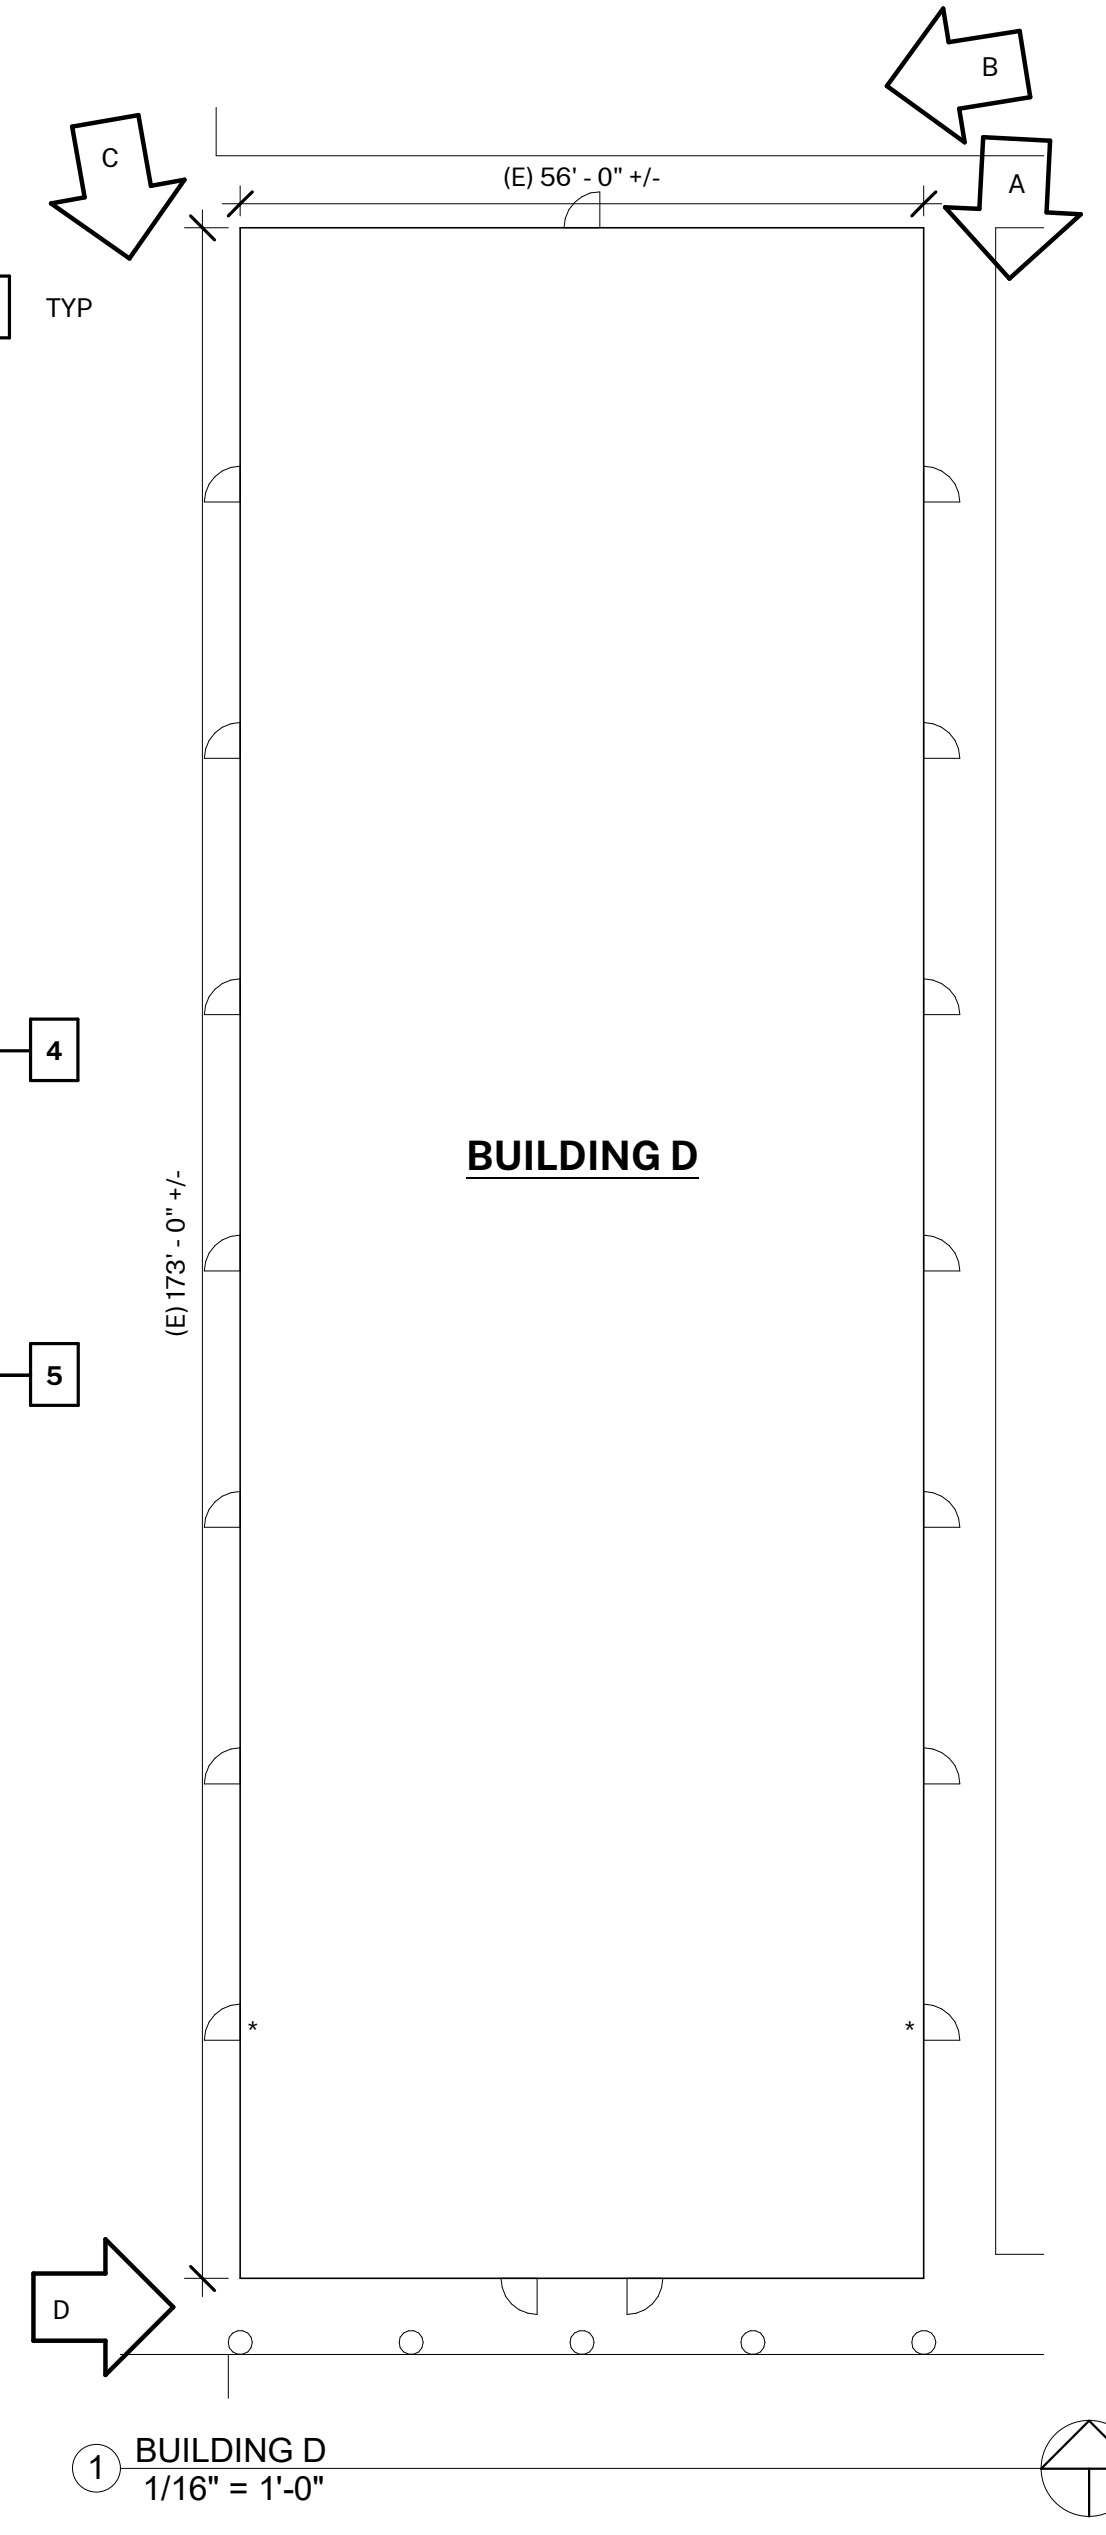 B
C
A
(E) 56' - 0" +/-
TYP
4
BUILDING D
(E) 173' - 0" +/-
5
*
*
D
1
BUILDING D
1/16" = 1'-0"